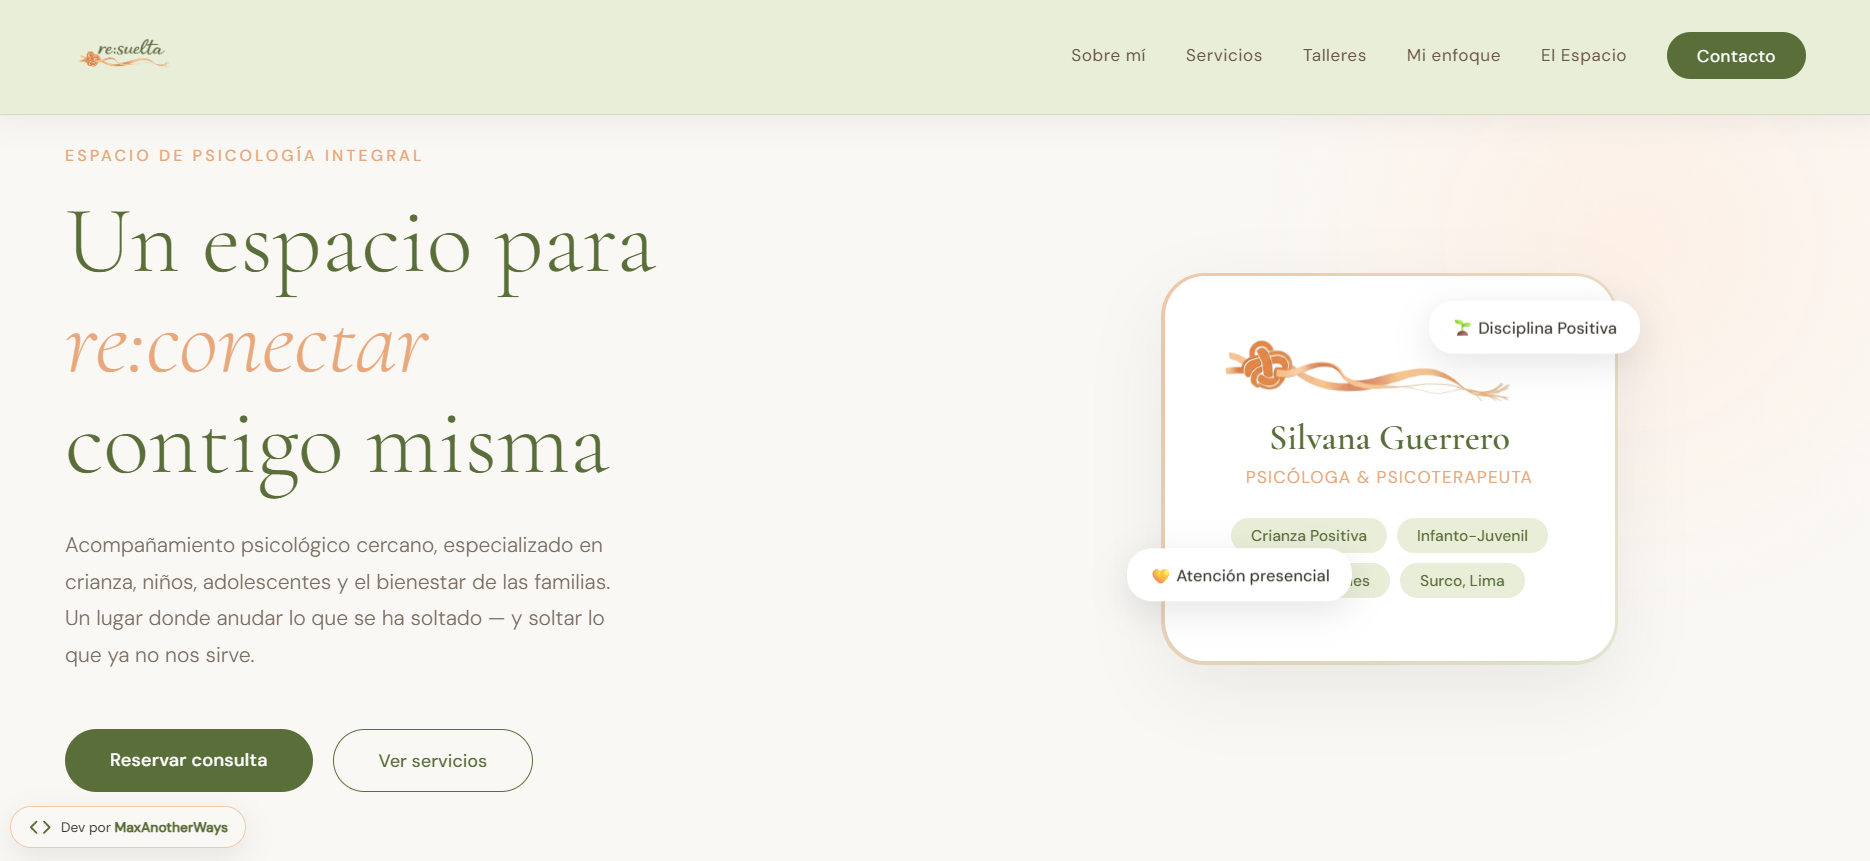 re:suelta
Sobre mí
Servicios
Talleres
Mi enfoque
El Espacio
Contacto
ESPACIO DE PSICOLOGÍA INTEGRAL
Un espacio para
re:conectar
contigo misma
Acompañamiento psicológico cercano, especializado en
crianza, niños, adolescentes y el bienestar de las familias.
Un lugar donde anudar lo que se ha soltado — y soltar lo
que ya no nos sirve.
Reservar consulta
Ver servicios
Disciplina Positiva
Silvana Guerrero
PSICÓLOGA & PSICOTERAPEUTA
Crianza Positiva
Infanto-Juvenil
Atención presencial
Surco, Lima
Dev por MaxAnotherWays